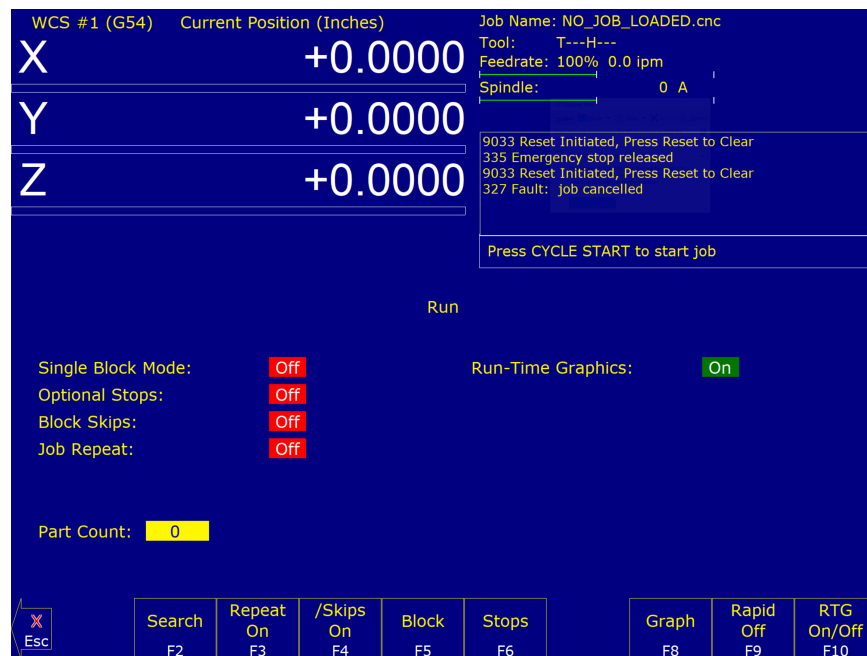 WCS #1 (G54) Current Position (Inches)
X +0.0000
Y +0.0000
Z +0.0000
Job Name: NO_JOB_LOADED.cnc
Tool: T---H---
Feedrate: 100% 0.0 ipm
Spindle: 0 A
9033 Reset Initiated, Press Reset to Clear
335 Emergency stop released
9033 Reset Initiated, Press Reset to Clear
327 Fault: job cancelled
Press CYCLE START to start job
Run
Single Block Mode: Off
Optional Stops: Off
Block Skips: Off
Job Repeat: Off
Run-Time Graphics: On
Part Count: 0
X
Esc
Search
F2
Repeat
On
F3
/Skips
On
F4
Block
F5
Stops
F6
Graph
F8
Rapid
Off
F9
RTG
On/Off
F10